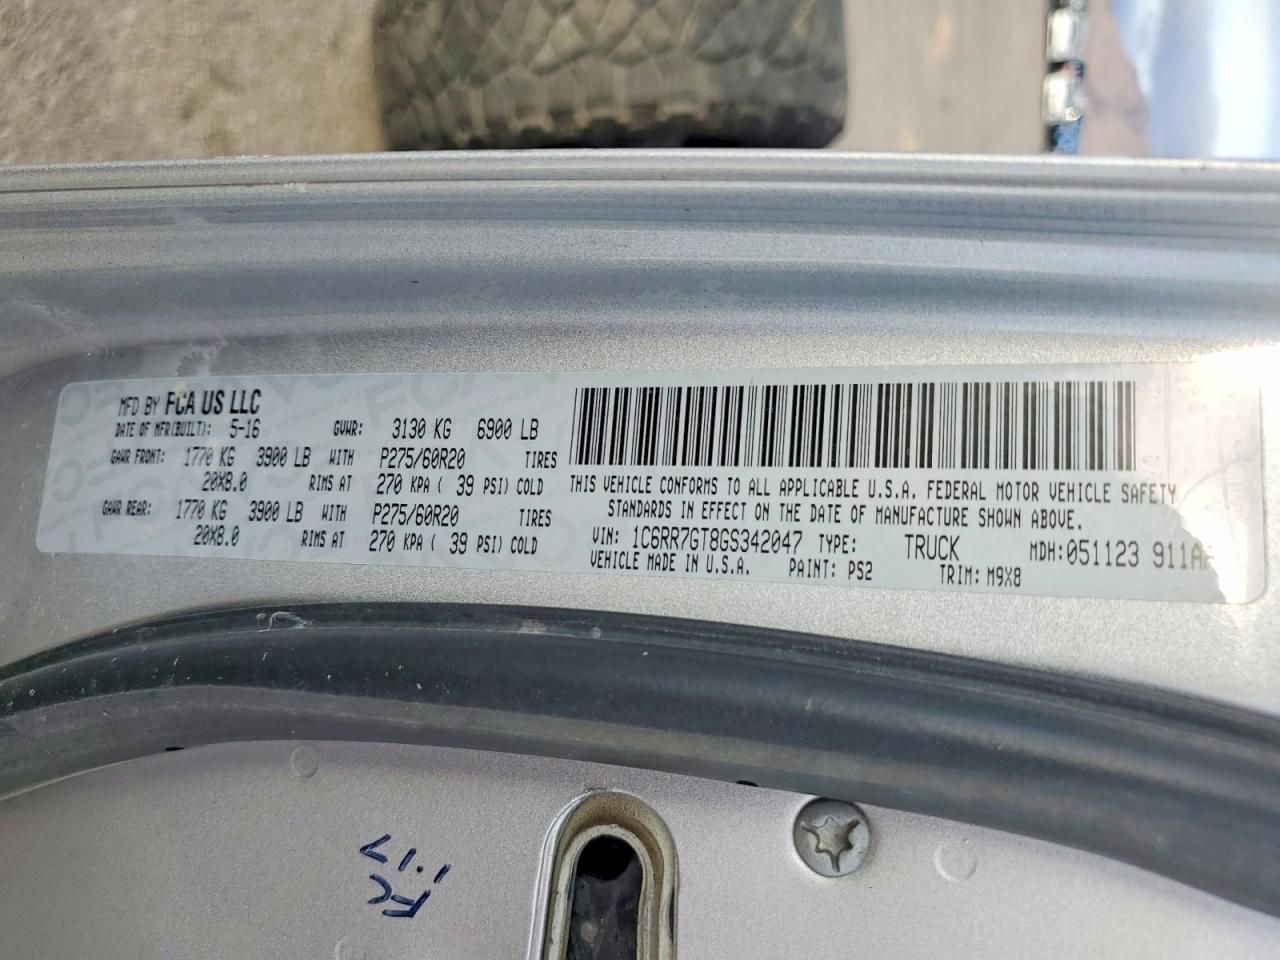 MFD BY FCA US LLC
DATE OF MFR(BUILT): 5-16 GVWR: 3130 KG 6900 LB
GAWR FRONT: 1770 KG 3900 LB WITH P275/60R20 TIRES
20X8.0 RIMS AT 270 KPA ( 39 PSI) COLD
GAWR REAR: 1770 KG 3900 LB WITH P275/60R20 TIRES
20X8.0 RIMS AT 270 KPA ( 39 PSI) COLD
THIS VEHICLE CONFORMS TO ALL APPLICABLE U.S.A. FEDERAL MOTOR VEHICLE SAFETY
STANDARDS IN EFFECT ON THE DATE OF MANUFACTURE SHOWN ABOVE.
VIN: 1C6RR7GT8GS342047 TYPE: TRUCK MDH:051123 911AA
VEHICLE MADE IN U.S.A. PAINT: PS2 TRIM: M9X8